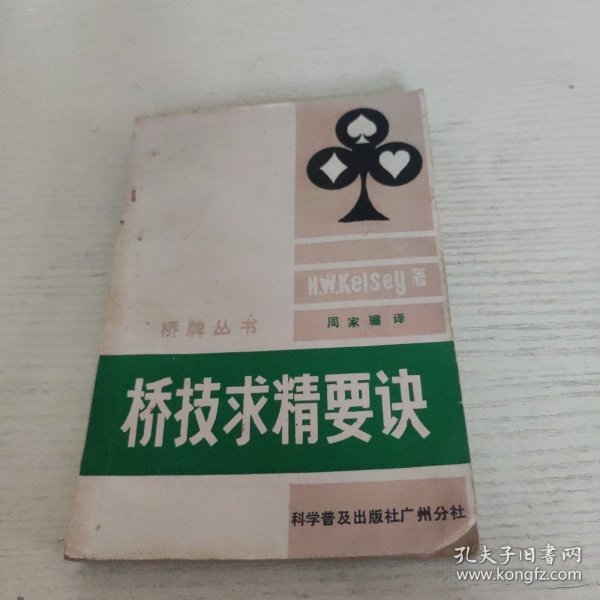 H.W.Kelsey 著
周家骝译
桥牌丛书
桥技求精要诀
科学普及出版社广州分社
孔夫子旧书网
www.kongfz.com